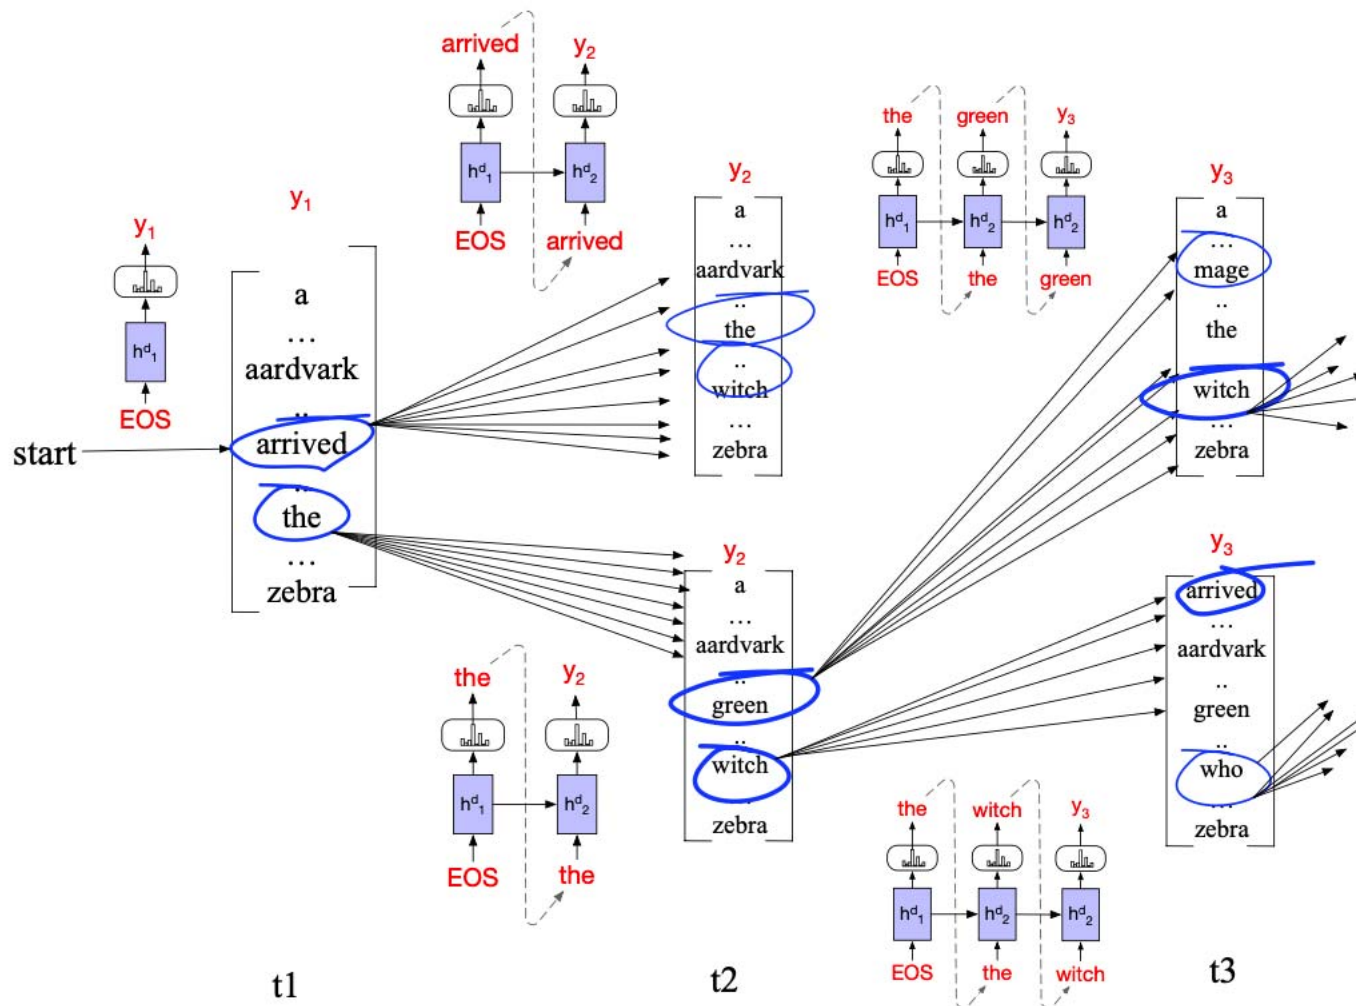 arrived y2
hd1 hd2
EOS arrived
y1
hd1
EOS
start
y1
a
...
aardvark
..
arrived
..
the
...
zebra
y2
a
...
aardvark
..
the
..
witch
...
zebra
the green y3
hd1 hd2 hd2
EOS the green
y3
a
...
mage
..
the
..
witch
...
zebra
the y2
hd1 hd2
EOS the
y2
a
...
aardvark
..
green
..
witch
..
zebra
the witch y3
hd1 hd2 hd2
EOS the witch
y3
arrived
...
aardvark
..
green
..
who
...
zebra
t1 t2 t3